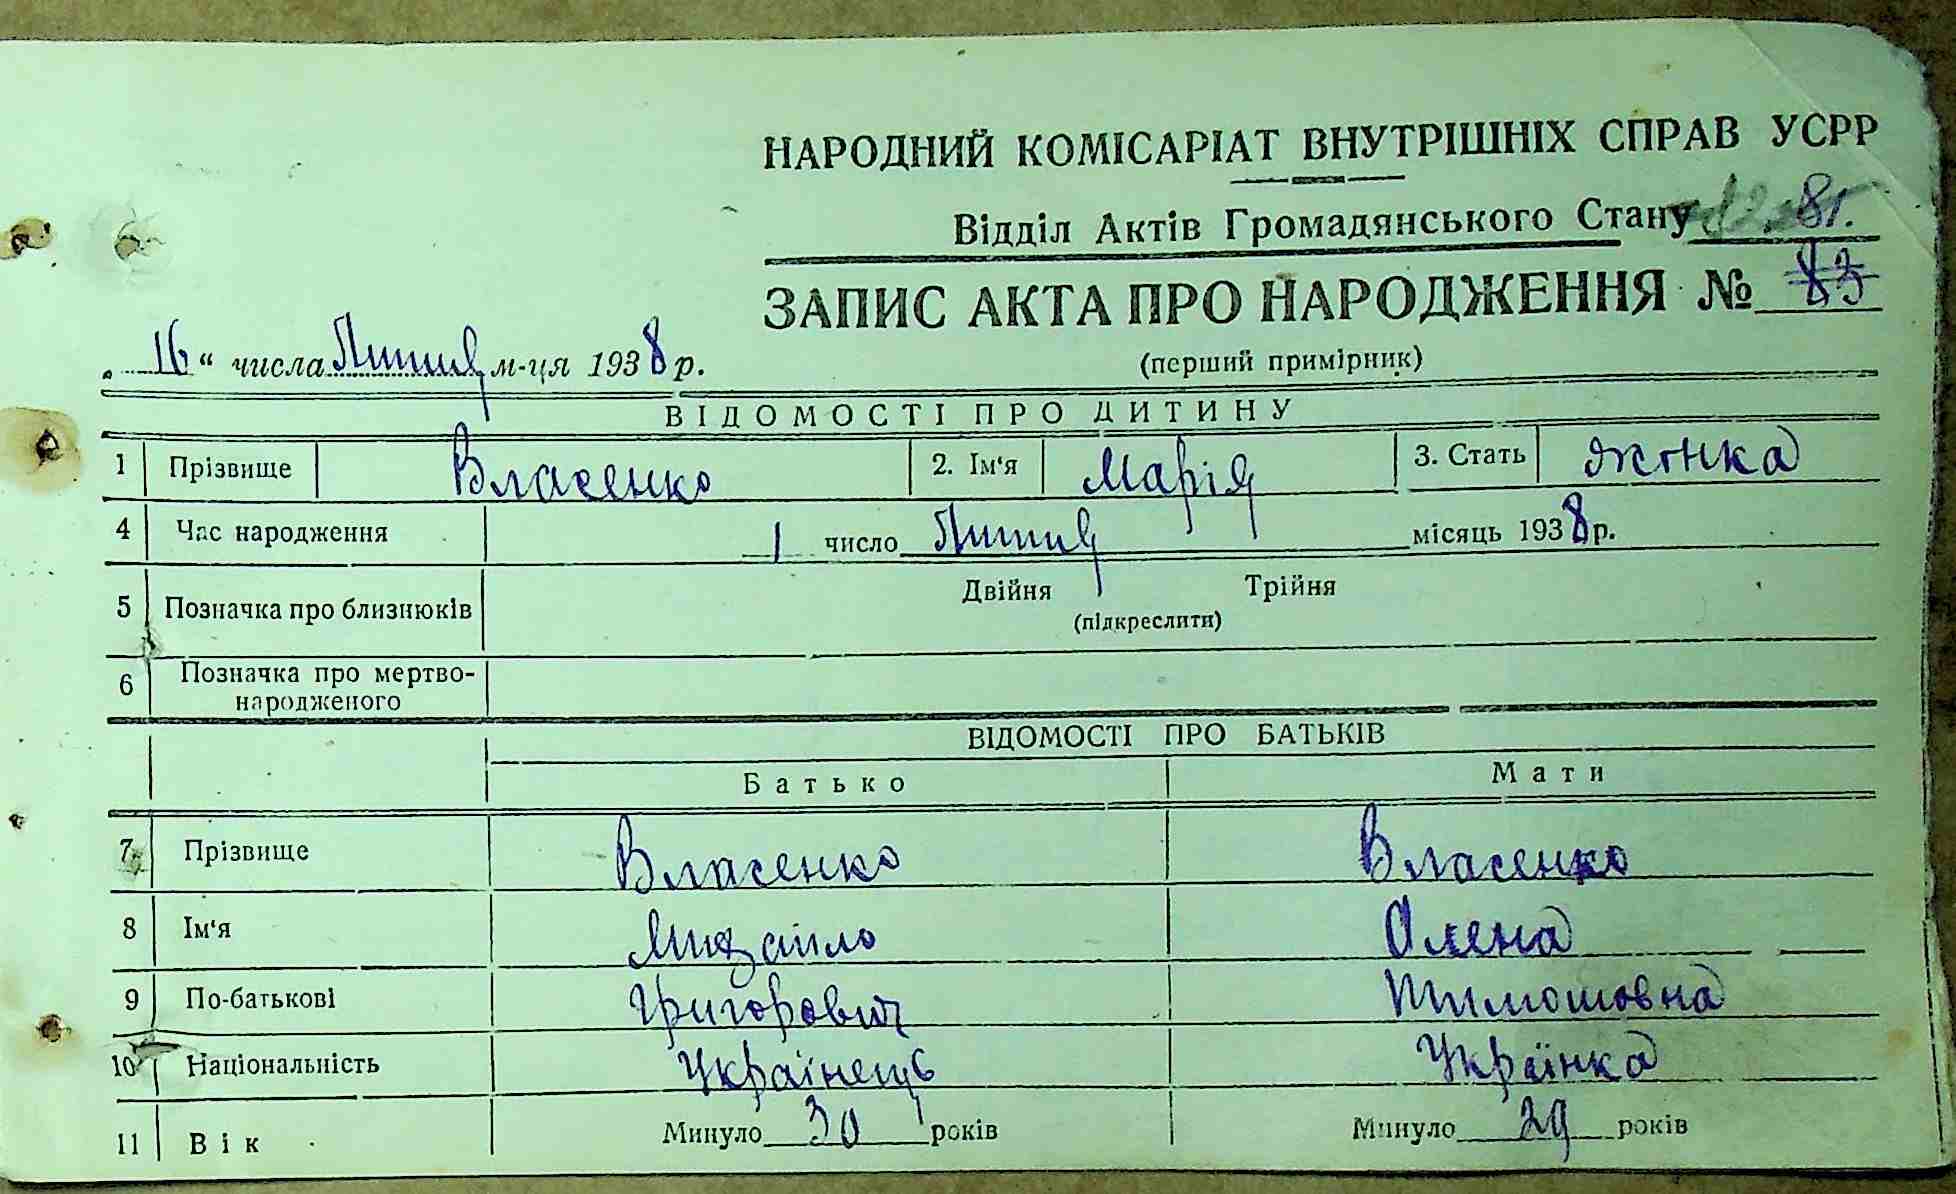 НАРОДНИЙ КОМІСАРІАТ ВНУТРІШНІХ СПРАВ УСРР
Відділ Актів Громадянського Стану
ЗАПИС АКТА ПРО НАРОДЖЕННЯ № 83
„16“ числа Липня м-ця 1938 р.
(перший примірник)
ВІДОМОСТІ ПРО ДИТИНУ
1 Прізвище Власенко 2. Ім‘я Марія 3. Стать жінка
4 Час народження 1 число Липня місяць 1938 р.
Двійня Трійня
5 Позначка про близнюків
(підкреслити)
6 Позначка про мертво-
народженого
ВІДОМОСТІ ПРО БАТЬКІВ
Батько Мати
7 Прізвище Власенко Власенко
8 Ім‘я Михайло Олена
9 По-батькові Григорович Тимошовна
10 Національність Українець Українка
11 Вік Минуло 30 років Минуло 29 років